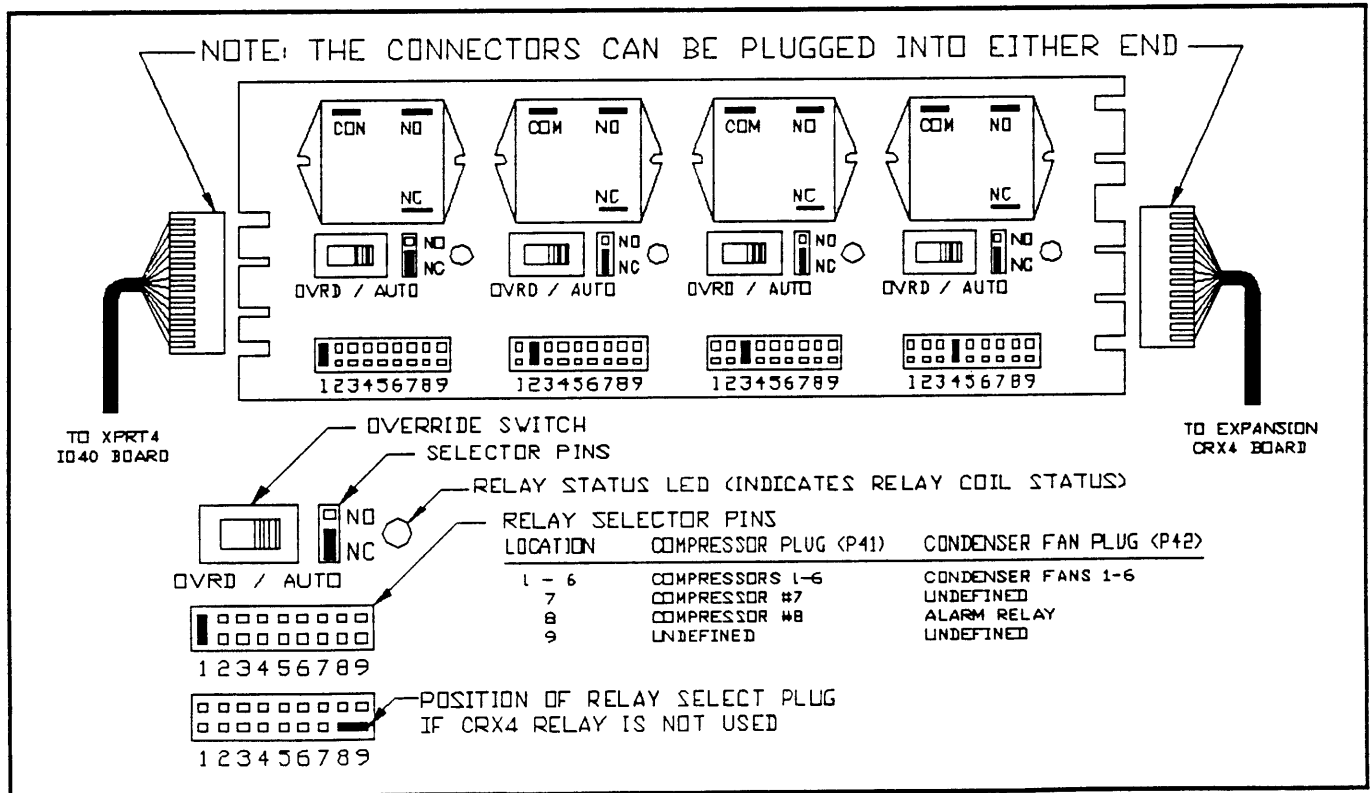 NOTE: THE CONNECTORS CAN BE PLUGGED INTO EITHER END
CON NO COM NO COM NO COM NO
NC NC NC NC
NO NO NO NO
NC NC NC NC
OVRD / AUTO OVRD / AUTO OVRD / AUTO OVRD / AUTO
123456789 123456789 123456789 123456789
TO XPRT4
IO40 BOARD
TO EXPANSION
CRX4 BOARD
OVERRIDE SWITCH
SELECTOR PINS
RELAY STATUS LED (INDICATES RELAY COIL STATUS)
NO
NC
OVRD / AUTO
RELAY SELECTOR PINS
LOCATION COMPRESSOR PLUG (P41) CONDENSER FAN PLUG (P42)
1 - 6 COMPRESSORS 1-6 CONDENSER FANS 1-6
7 COMPRESSOR #7 UNDEFINED
8 COMPRESSOR #8 ALARM RELAY
9 UNDEFINED UNDEFINED
123456789
POSITION OF RELAY SELECT PLUG
IF CRX4 RELAY IS NOT USED
123456789